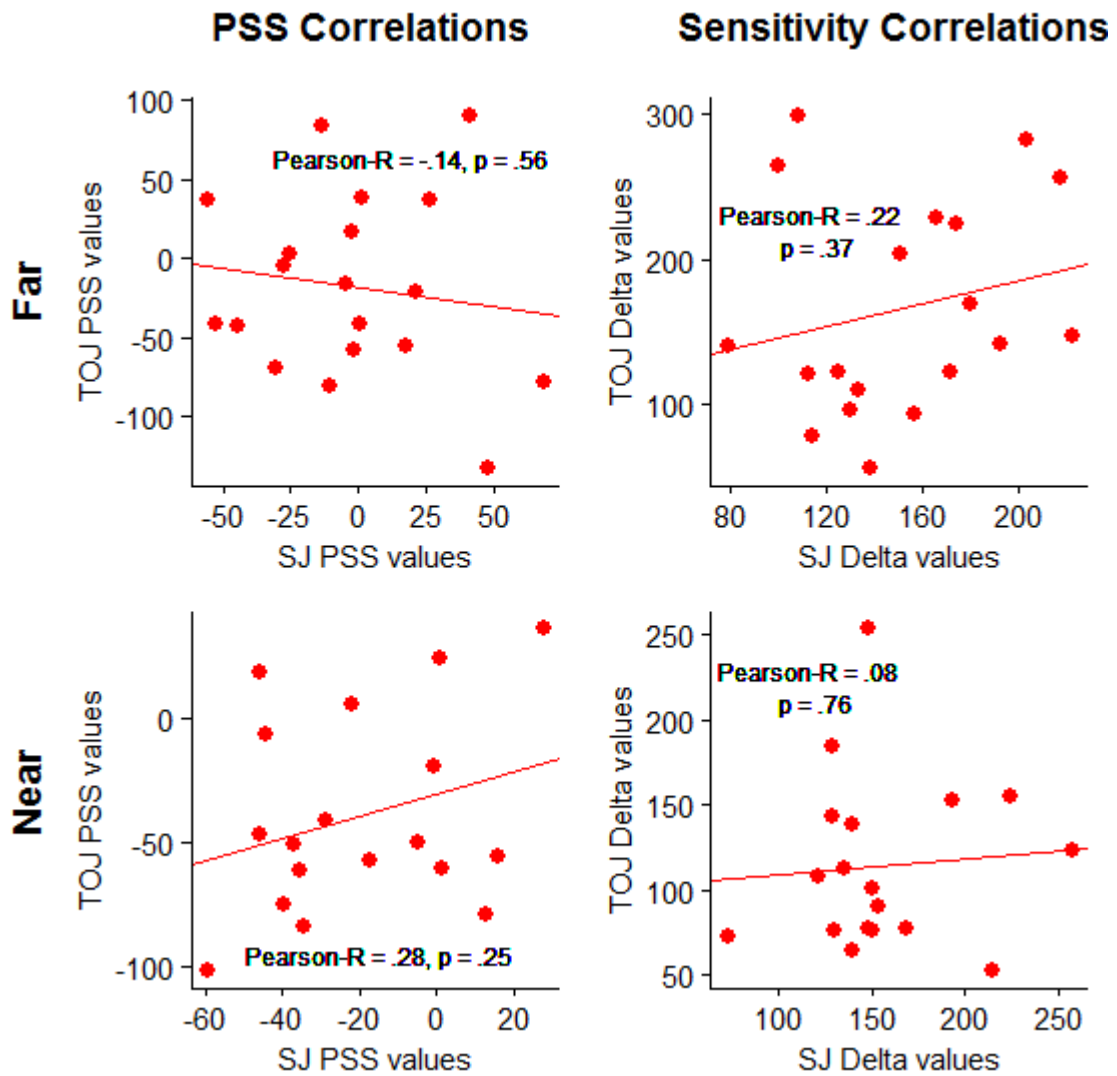 PSS Correlations
Sensitivity Correlations
Far
TOJ PSS values
100
50
0
-50
-100
Pearson-R = -.14, p = .56
-50
-25
0
25
50
SJ PSS values
TOJ Delta values
300
200
100
Pearson-R = .22
p = .37
80
120
160
200
SJ Delta values
Near
TOJ PSS values
0
-50
-100
Pearson-R = .28, p = .25
-60
-40
-20
0
20
SJ PSS values
TOJ Delta values
250
200
150
100
50
Pearson-R = .08
p = .76
100
150
200
250
SJ Delta values